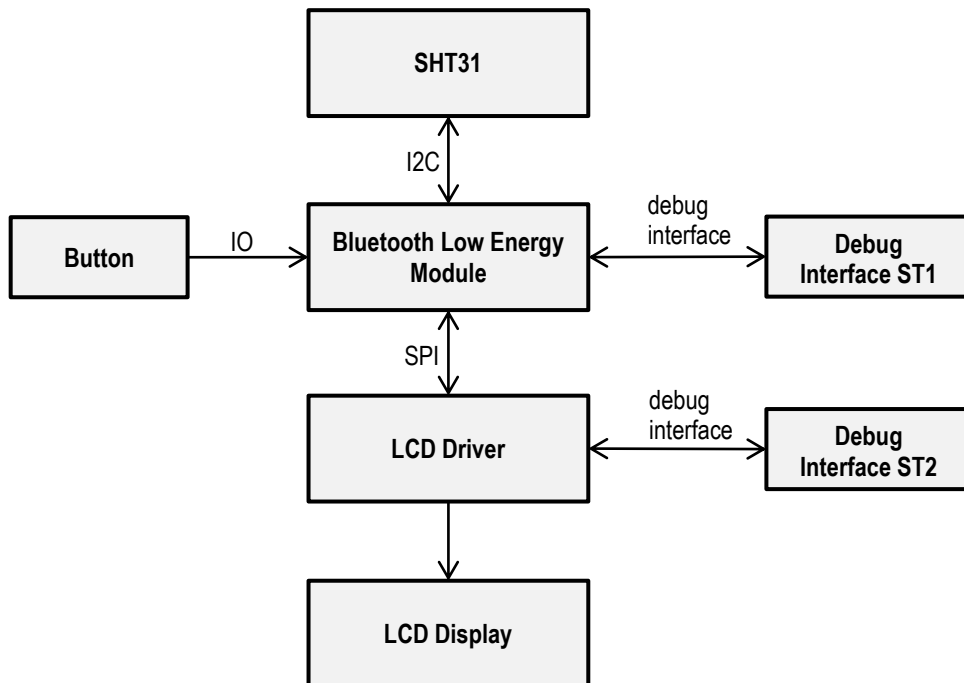 SHT31
I2C
Button
IO
Bluetooth Low Energy
Module
debug
interface
Debug
Interface ST1
SPI
LCD Driver
debug
interface
Debug
Interface ST2
LCD Display